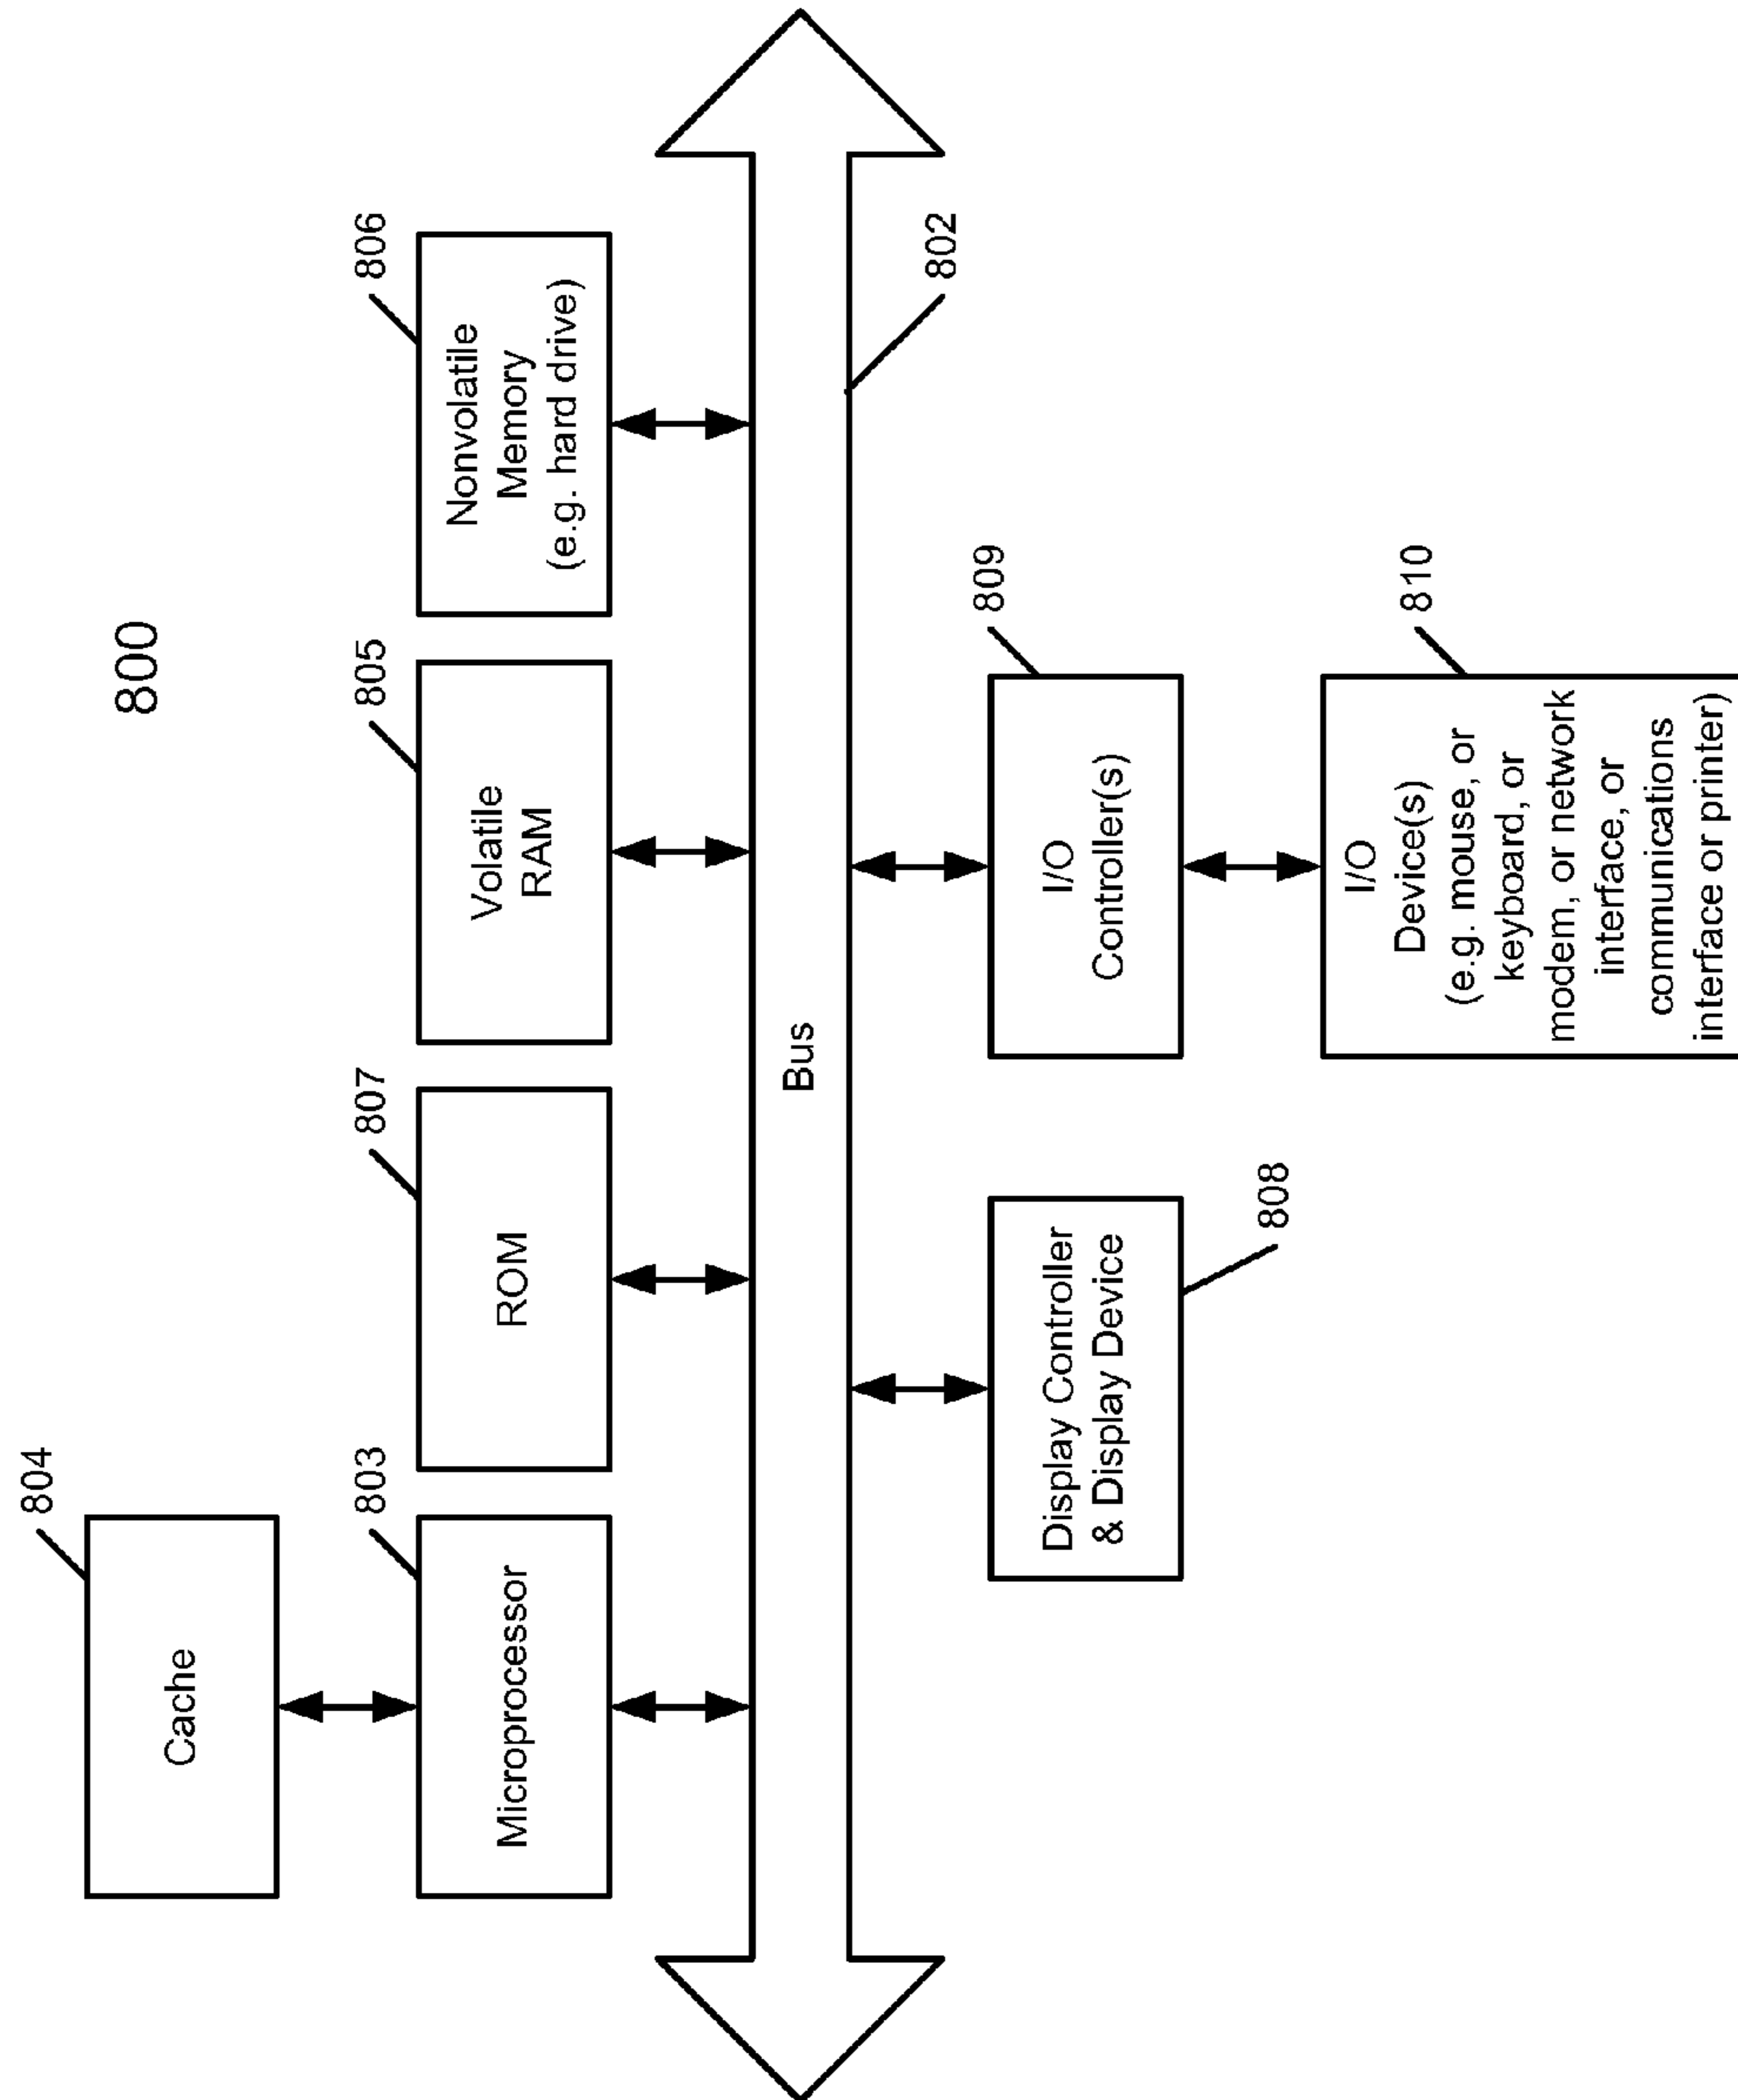 800
804
Cache
803
Microprocessor
807
ROM
805
Volatile
RAM
806
Nonvolatile
Memory
(e.g. hard drive)
Bus
802
808
Display Controller
& Display Device
809
I/O
Controller(s)
810
I/O
Device(s)
(e.g. mouse, or
keyboard, or
modem, or network
interface, or
communications
interface or printer)